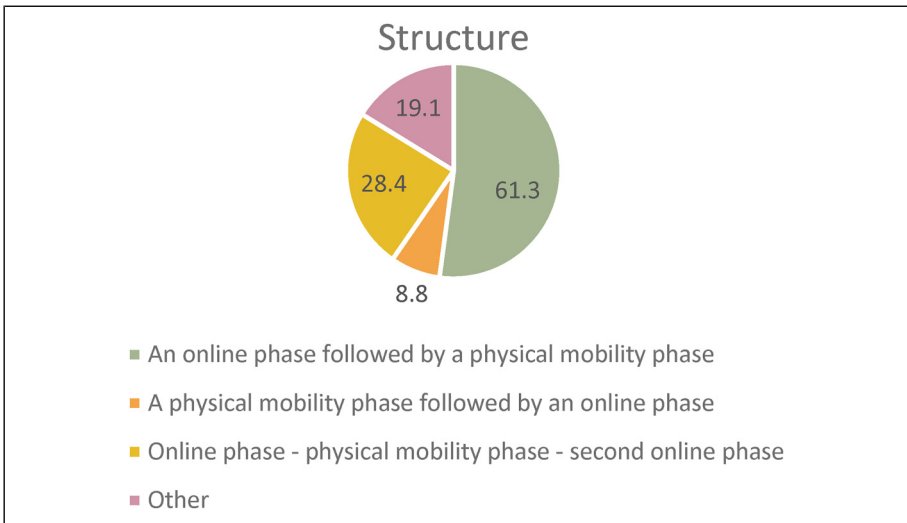 Structure
19.1
28.4
61.3
8.8
An online phase followed by a physical mobility phase
A physical mobility phase followed by an online phase
Online phase - physical mobility phase - second online phase
Other